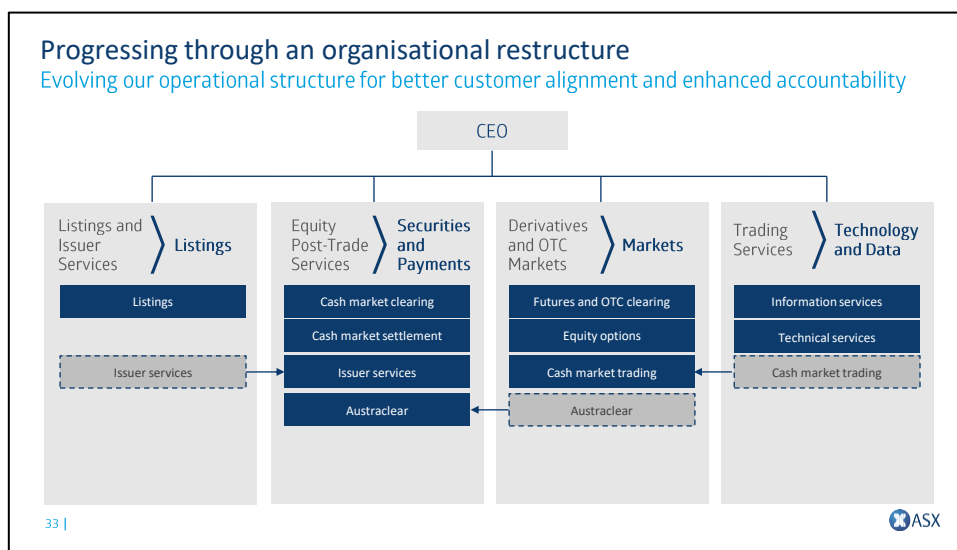 Progressing through an organisational restructure
Evolving our operational structure for better customer alignment and enhanced accountability
CEO
Listings and
Issuer
Services
Listings
Listings
Issuer services
Equity
Post-Trade
Services
Securities
and
Payments
Cash market clearing
Cash market settlement
Issuer services
Austraclear
Derivatives
and OTC
Markets
Markets
Futures and OTC clearing
Equity options
Cash market trading
Austraclear
Trading
Services
Technology
and Data
Information services
Technical services
Cash market trading
33 |
ASX